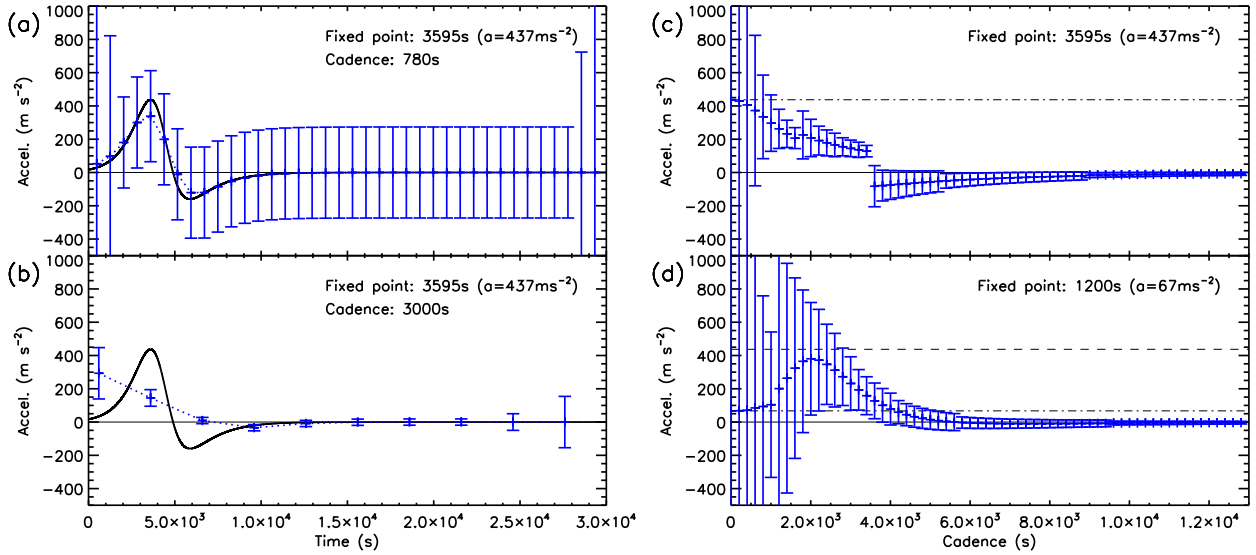 (a)
Fixed point: 3595s (a=437ms⁻²)
Cadence: 780s
Accel. (m s⁻²)
1000
800
600
400
200
0
−200
−400
(b)
Fixed point: 3595s (a=437ms⁻²)
Cadence: 3000s
Accel. (m s⁻²)
1000
800
600
400
200
0
−200
−400
0 5.0×10³ 1.0×10⁴ 1.5×10⁴ 2.0×10⁴ 2.5×10⁴ 3.0×10⁴
Time (s)
(c)
Fixed point: 3595s (a=437ms⁻²)
Accel. (m s⁻²)
1000
800
600
400
200
0
−200
−400
(d)
Fixed point: 1200s (a=67ms⁻²)
Accel. (m s⁻²)
1000
800
600
400
200
0
−200
−400
0 2.0×10³ 4.0×10³ 6.0×10³ 8.0×10³ 1.0×10⁴ 1.2×10⁴
Cadence (s)